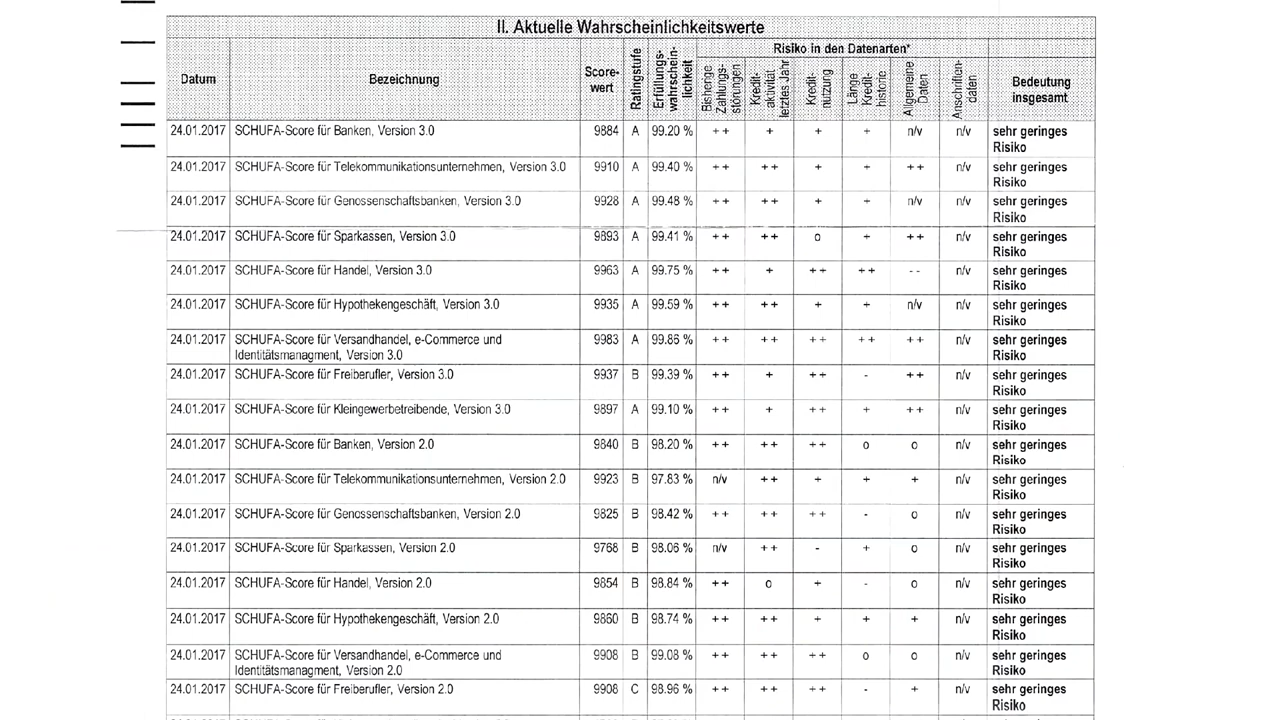 II. Aktuelle Wahrscheinlichkeitswerte
Datum Bezeichnung Score-wert Ratingstufe Erfüllungs-wahrschein-lichkeit Risiko in den Datenarten* Bedeutung insgesamt
Bisherige Zahlungs-störungen Kredit-aktivität letztes Jahr Kredit-nutzung Länge Kredit-historie Allgemeine Daten Anschriften-daten
24.01.2017 SCHUFA-Score für Banken, Version 3.0 9884 A 99.20 % ++ + + + n/v n/v sehr geringes
Risiko
24.01.2017 SCHUFA-Score für Telekommunikationsunternehmen, Version 3.0 9910 A 99.40 % ++ ++ + + ++ n/v sehr geringes
Risiko
24.01.2017 SCHUFA-Score für Genossenschaftsbanken, Version 3.0 9928 A 99.48 % ++ ++ + + n/v n/v sehr geringes
Risiko
24.01.2017 SCHUFA-Score für Sparkassen, Version 3.0 9893 A 99.41 % ++ ++ o + ++ n/v sehr geringes
Risiko
24.01.2017 SCHUFA-Score für Handel, Version 3.0 9963 A 99.75 % ++ + ++ ++ -- n/v sehr geringes
Risiko
24.01.2017 SCHUFA-Score für Hypothekengeschäft, Version 3.0 9935 A 99.59 % ++ ++ + + n/v n/v sehr geringes
Risiko
24.01.2017 SCHUFA-Score für Versandhandel, e-Commerce und 9983 A 99.86 % ++ ++ ++ ++ ++ n/v sehr geringes
Identitätsmanagment, Version 3.0 Risiko
24.01.2017 SCHUFA-Score für Freiberufler, Version 3.0 9937 B 99.39 % ++ + ++ - ++ n/v sehr geringes
Risiko
24.01.2017 SCHUFA-Score für Kleingewerbetreibende, Version 3.0 9897 A 99.10 % ++ + ++ + ++ n/v sehr geringes
Risiko
24.01.2017 SCHUFA-Score für Banken, Version 2.0 9840 B 98.20 % ++ ++ ++ o o n/v sehr geringes
Risiko
24.01.2017 SCHUFA-Score für Telekommunikationsunternehmen, Version 2.0 9923 B 97.83 % n/v ++ + + + n/v sehr geringes
Risiko
24.01.2017 SCHUFA-Score für Genossenschaftsbanken, Version 2.0 9825 B 98.42 % ++ ++ ++ - o n/v sehr geringes
Risiko
24.01.2017 SCHUFA-Score für Sparkassen, Version 2.0 9768 B 98.06 % n/v ++ - + o n/v sehr geringes
Risiko
24.01.2017 SCHUFA-Score für Handel, Version 2.0 9854 B 98.84 % ++ o + - o n/v sehr geringes
Risiko
24.01.2017 SCHUFA-Score für Hypothekengeschäft, Version 2.0 9860 B 98.74 % ++ ++ + + + n/v sehr geringes
Risiko
24.01.2017 SCHUFA-Score für Versandhandel, e-Commerce und 9908 B 99.08 % ++ ++ ++ o o n/v sehr geringes
Identitätsmanagment, Version 2.0 Risiko
24.01.2017 SCHUFA-Score für Freiberufler, Version 2.0 9908 C 98.96 % ++ ++ ++ - + n/v sehr geringes
Risiko